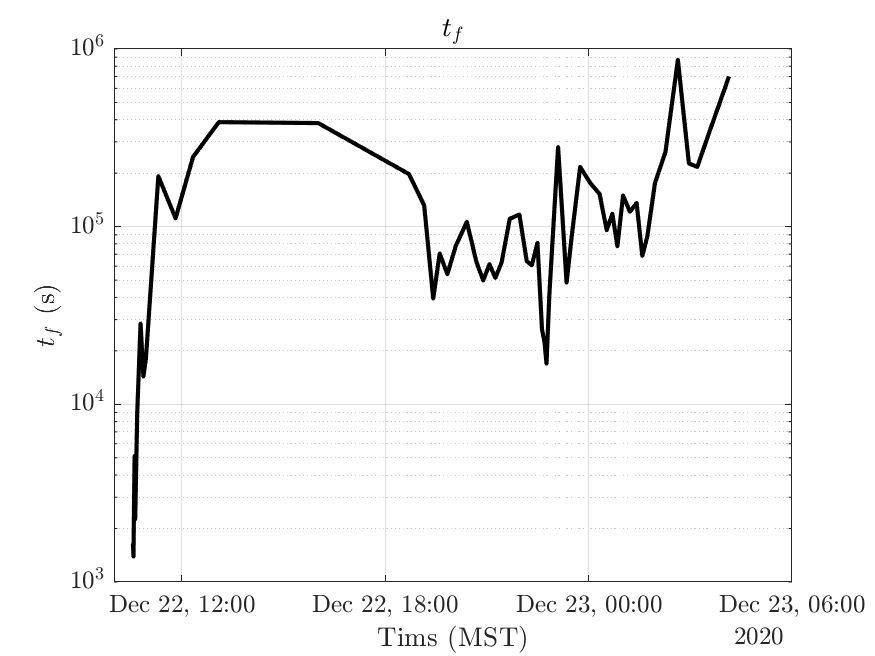 t_f
10^6
10^5
10^4
10^3
t_f (s)
Dec 22, 12:00
Dec 22, 18:00
Dec 23, 00:00
Dec 23, 06:00
Tims (MST)
2020